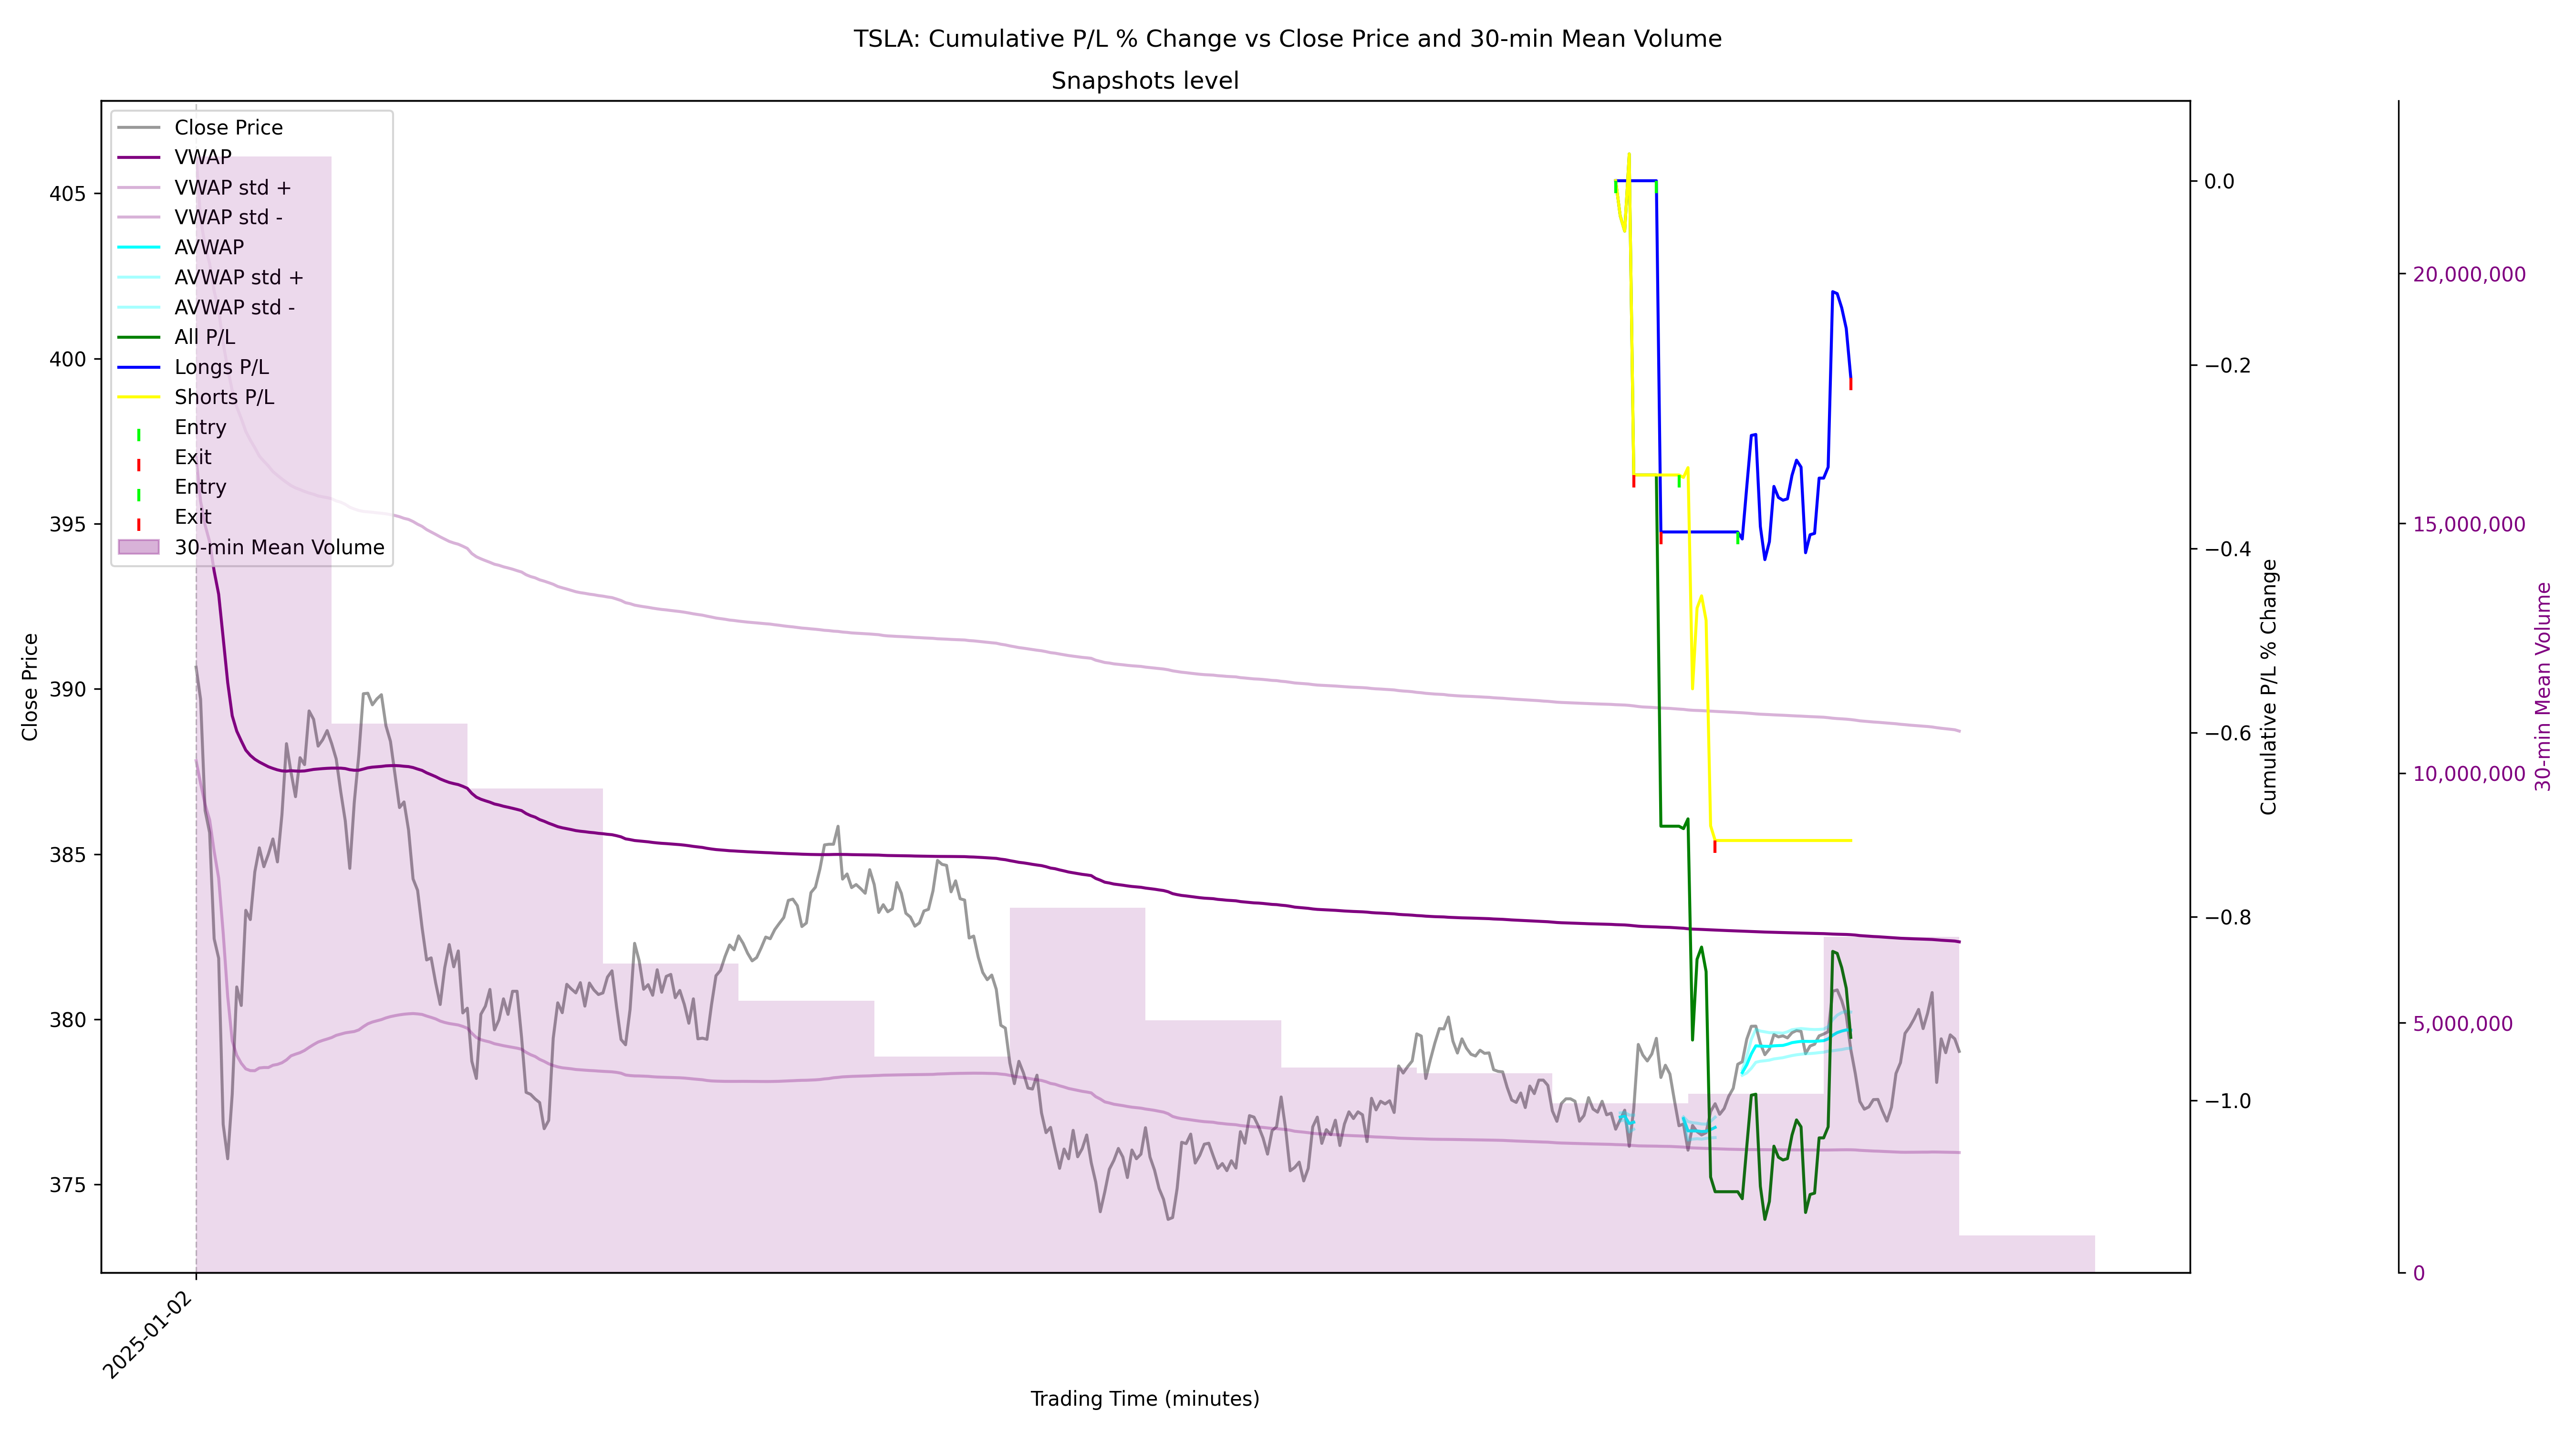 TSLA: Cumulative P/L % Change vs Close Price and 30-min Mean Volume
Snapshots level
Close Price
VWAP
VWAP std +
VWAP std -
AVWAP
AVWAP std +
AVWAP std -
All P/L
Longs P/L
Shorts P/L
Entry
Exit
Entry
Exit
30-min Mean Volume
Close Price
405
400
395
390
385
380
375
0.0
−0.2
−0.4
−0.6
−0.8
−1.0
Cumulative P/L % Change
20,000,000
15,000,000
10,000,000
5,000,000
0
30-min Mean Volume
2025-01-02
Trading Time (minutes)